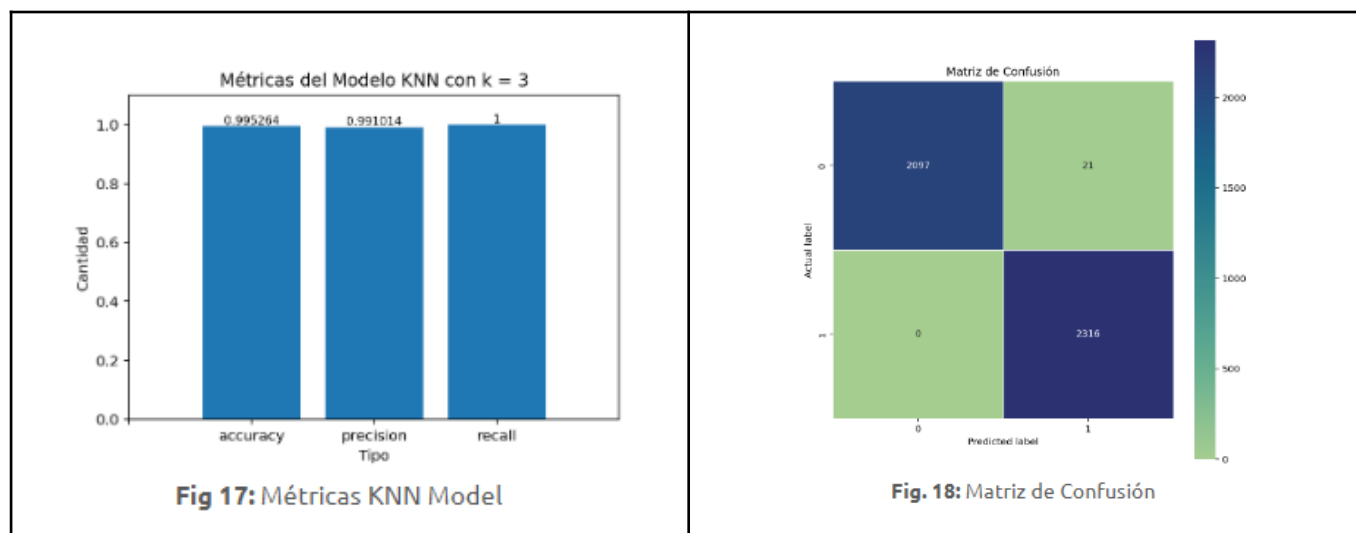 Métricas del Modelo KNN con k = 3
0.995264
0.991014
1
1.0
0.8
0.6
0.4
0.2
0.0
Cantidad
accuracy
precision
recall
Tipo
Fig 17: Métricas KNN Model
Matriz de Confusión
0
2097
21
1
0
2316
Actual label
0
1
Predicted label
2000
1500
1000
500
0
Fig. 18: Matriz de Confusión